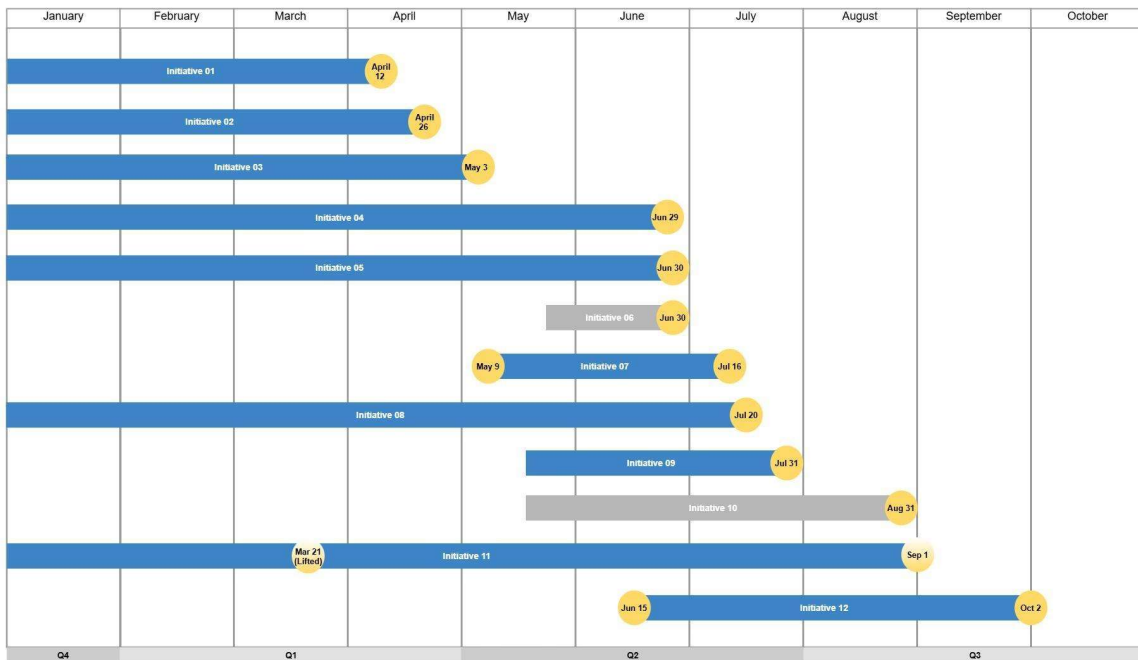 January February March April May June July August September October
Initiative 01
April
12
Initiative 02
April
26
Initiative 03 May 3
Initiative 04 Jun 29
Initiative 05 Jun 30
Initiative 06 Jun 30
May 9 Initiative 07 Jul 16
Initiative 08 Jul 20
Initiative 09 Jul 31
Initiative 10 Aug 31
Mar 21
(Lifted)
Initiative 11 Sep 1
Jun 15 Initiative 12 Oct 2
Q4 Q1 Q2 Q3